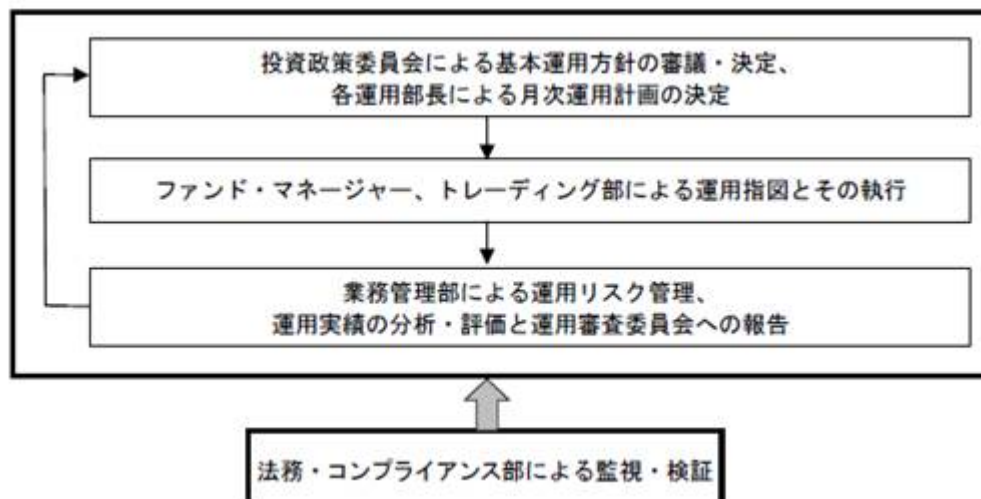 投資政策委員会による基本運用方針の審議・決定、
各運用部長による月次運用計画の決定
ファンド・マネージャー、トレーディング部による運用指図とその執行
業務管理部による運用リスク管理、
運用実績の分析・評価と運用審査委員会への報告
法務・コンプライアンス部による監視・検証